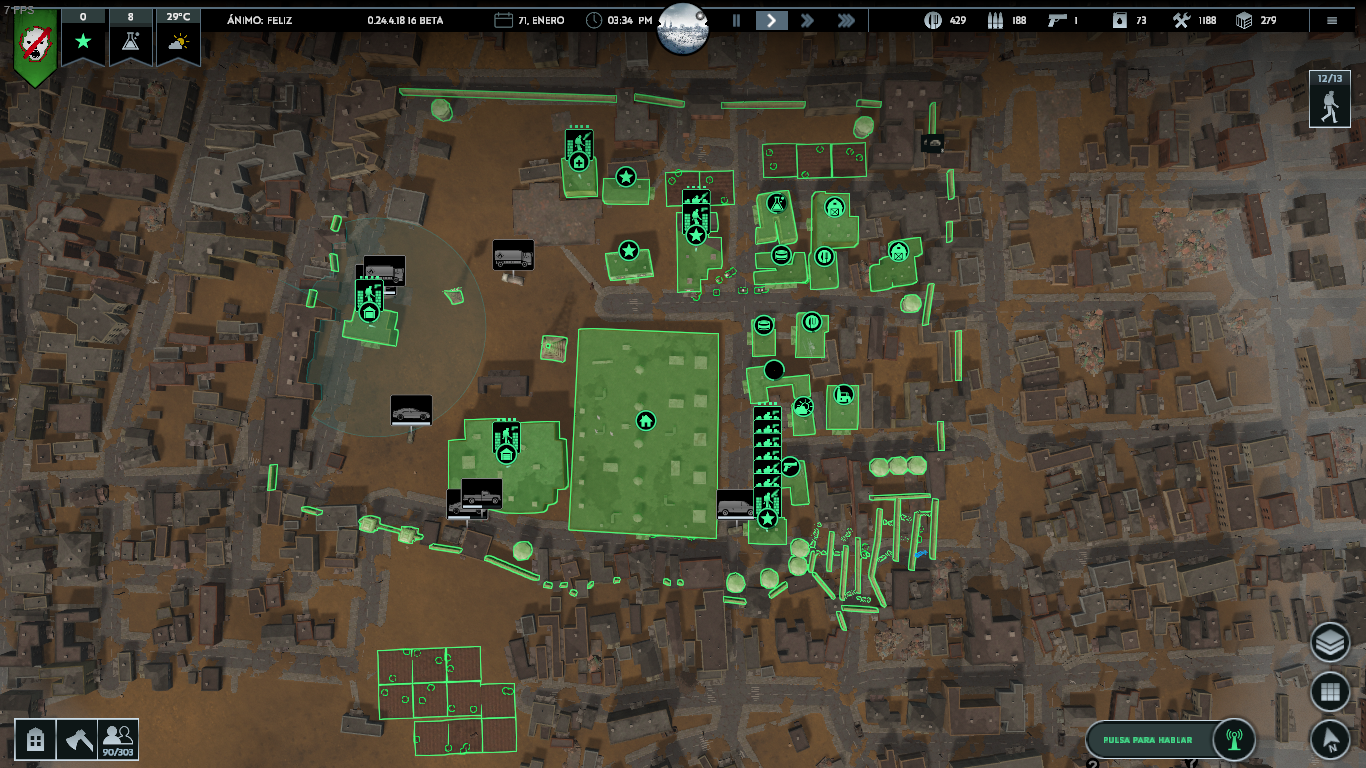 7 FPS
0
8
29°C
ÁNIMO: FELIZ
0.24.4.18 16 BETA
71, ENERO
03:34 PM
429
188
1
73
1188
279
12/13
90/303
PULSA PARA HABLAR
N